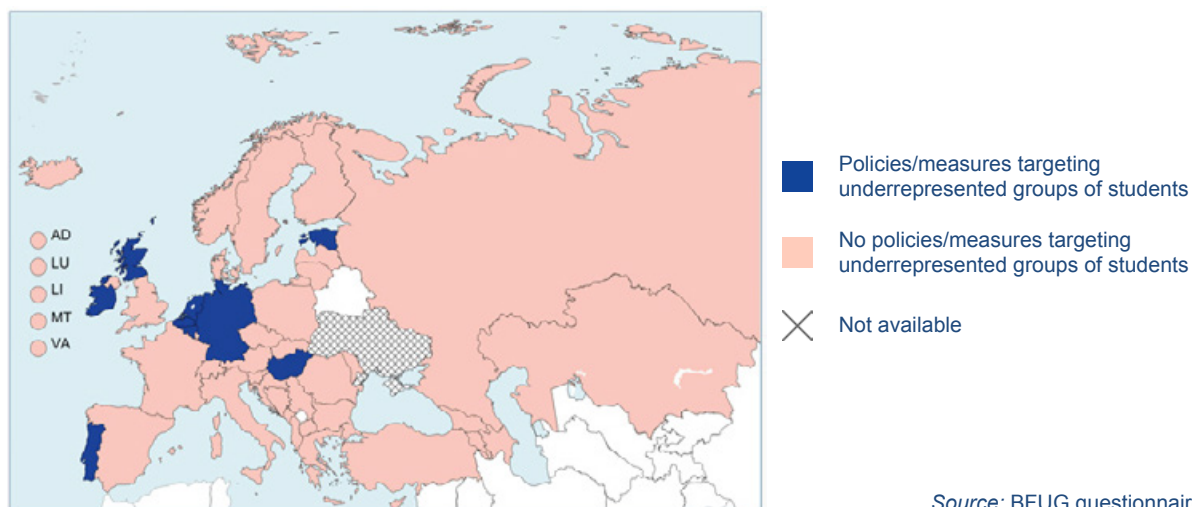 AD
LU
LI
MT
VA
Policies/measures targeting
underrepresented groups of students
No policies/measures targeting
underrepresented groups of students
Not available
Source: BFUG questionnair